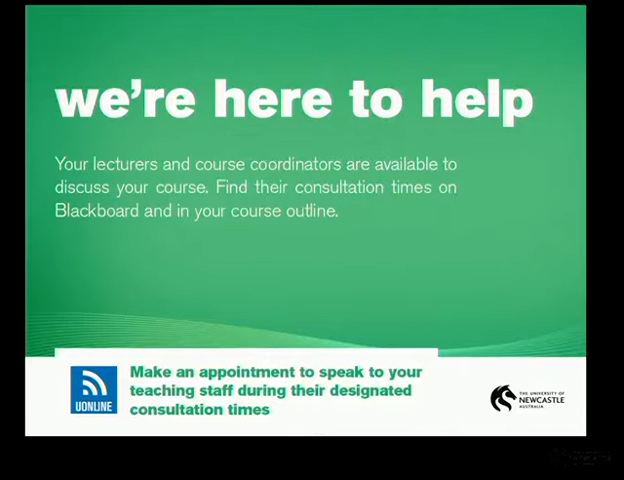 we're here to help
Your lecturers and course coordinators are available to
discuss your course. Find their consultation times on
Blackboard and in your course outline.
Make an appointment to speak to your
teaching staff during their designated
consultation times
UONLINE
THE UNIVERSITY OF
NEWCASTLE
AUSTRALIA